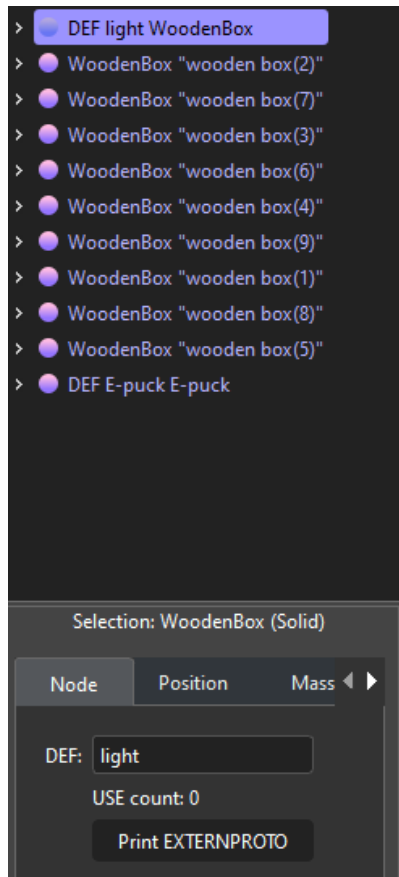 DEF light WoodenBox
WoodenBox "wooden box(2)"
WoodenBox "wooden box(7)"
WoodenBox "wooden box(3)"
WoodenBox "wooden box(6)"
WoodenBox "wooden box(4)"
WoodenBox "wooden box(9)"
WoodenBox "wooden box(1)"
WoodenBox "wooden box(8)"
WoodenBox "wooden box(5)"
DEF E-puck E-puck
Selection: WoodenBox (Solid)
Node Position Mass
DEF: light
USE count: 0
Print EXTERNPROTO